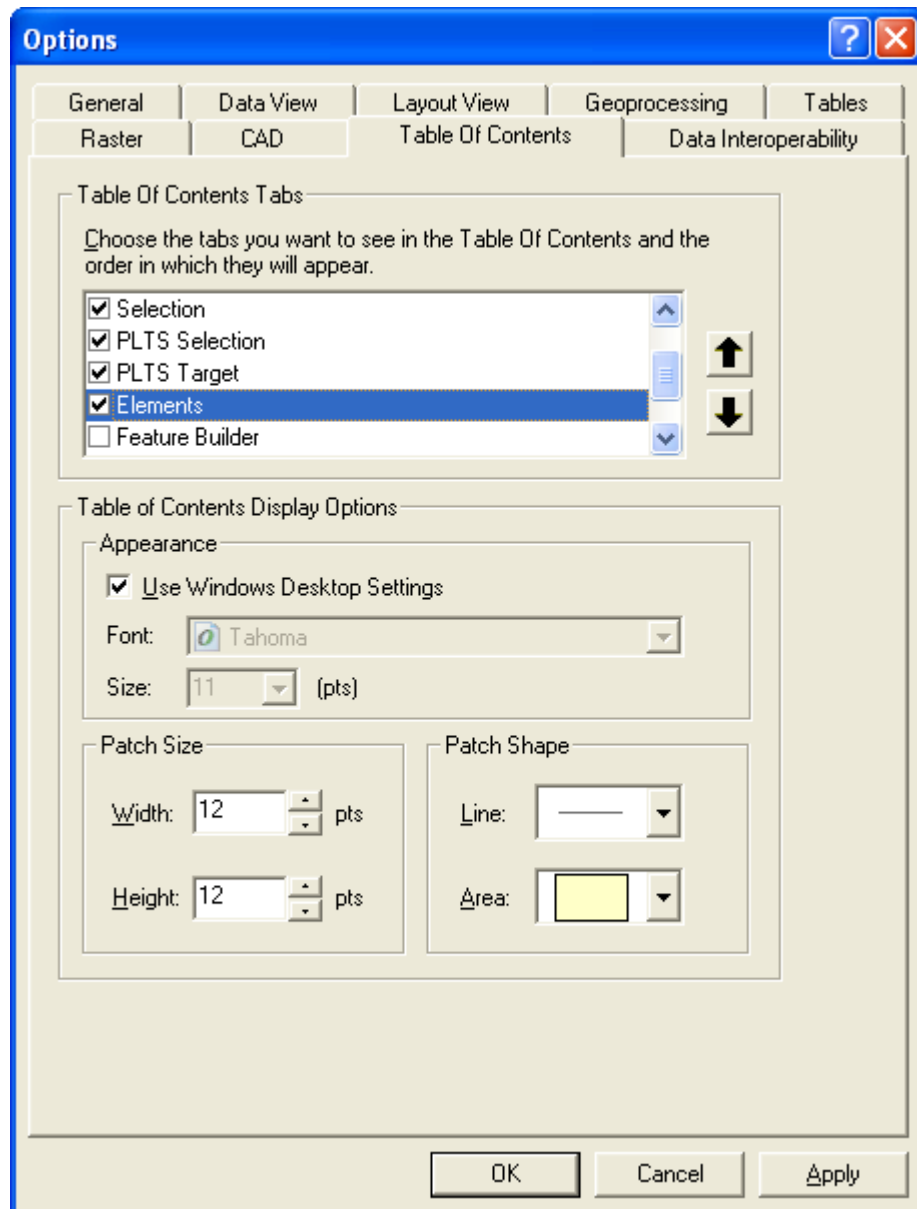 Options
General
Data View
Layout View
Geoprocessing
Tables
Raster
CAD
Table Of Contents
Data Interoperability
Table Of Contents Tabs
Choose the tabs you want to see in the Table Of Contents and the
order in which they will appear.
Selection
PLTS Selection
PLTS Target
Elements
Feature Builder
Table of Contents Display Options
Appearance
Use Windows Desktop Settings
Font: Tahoma
Size: 11 (pts)
Patch Size
Width: 12 pts
Height: 12 pts
Patch Shape
Line:
Area:
OK
Cancel
Apply